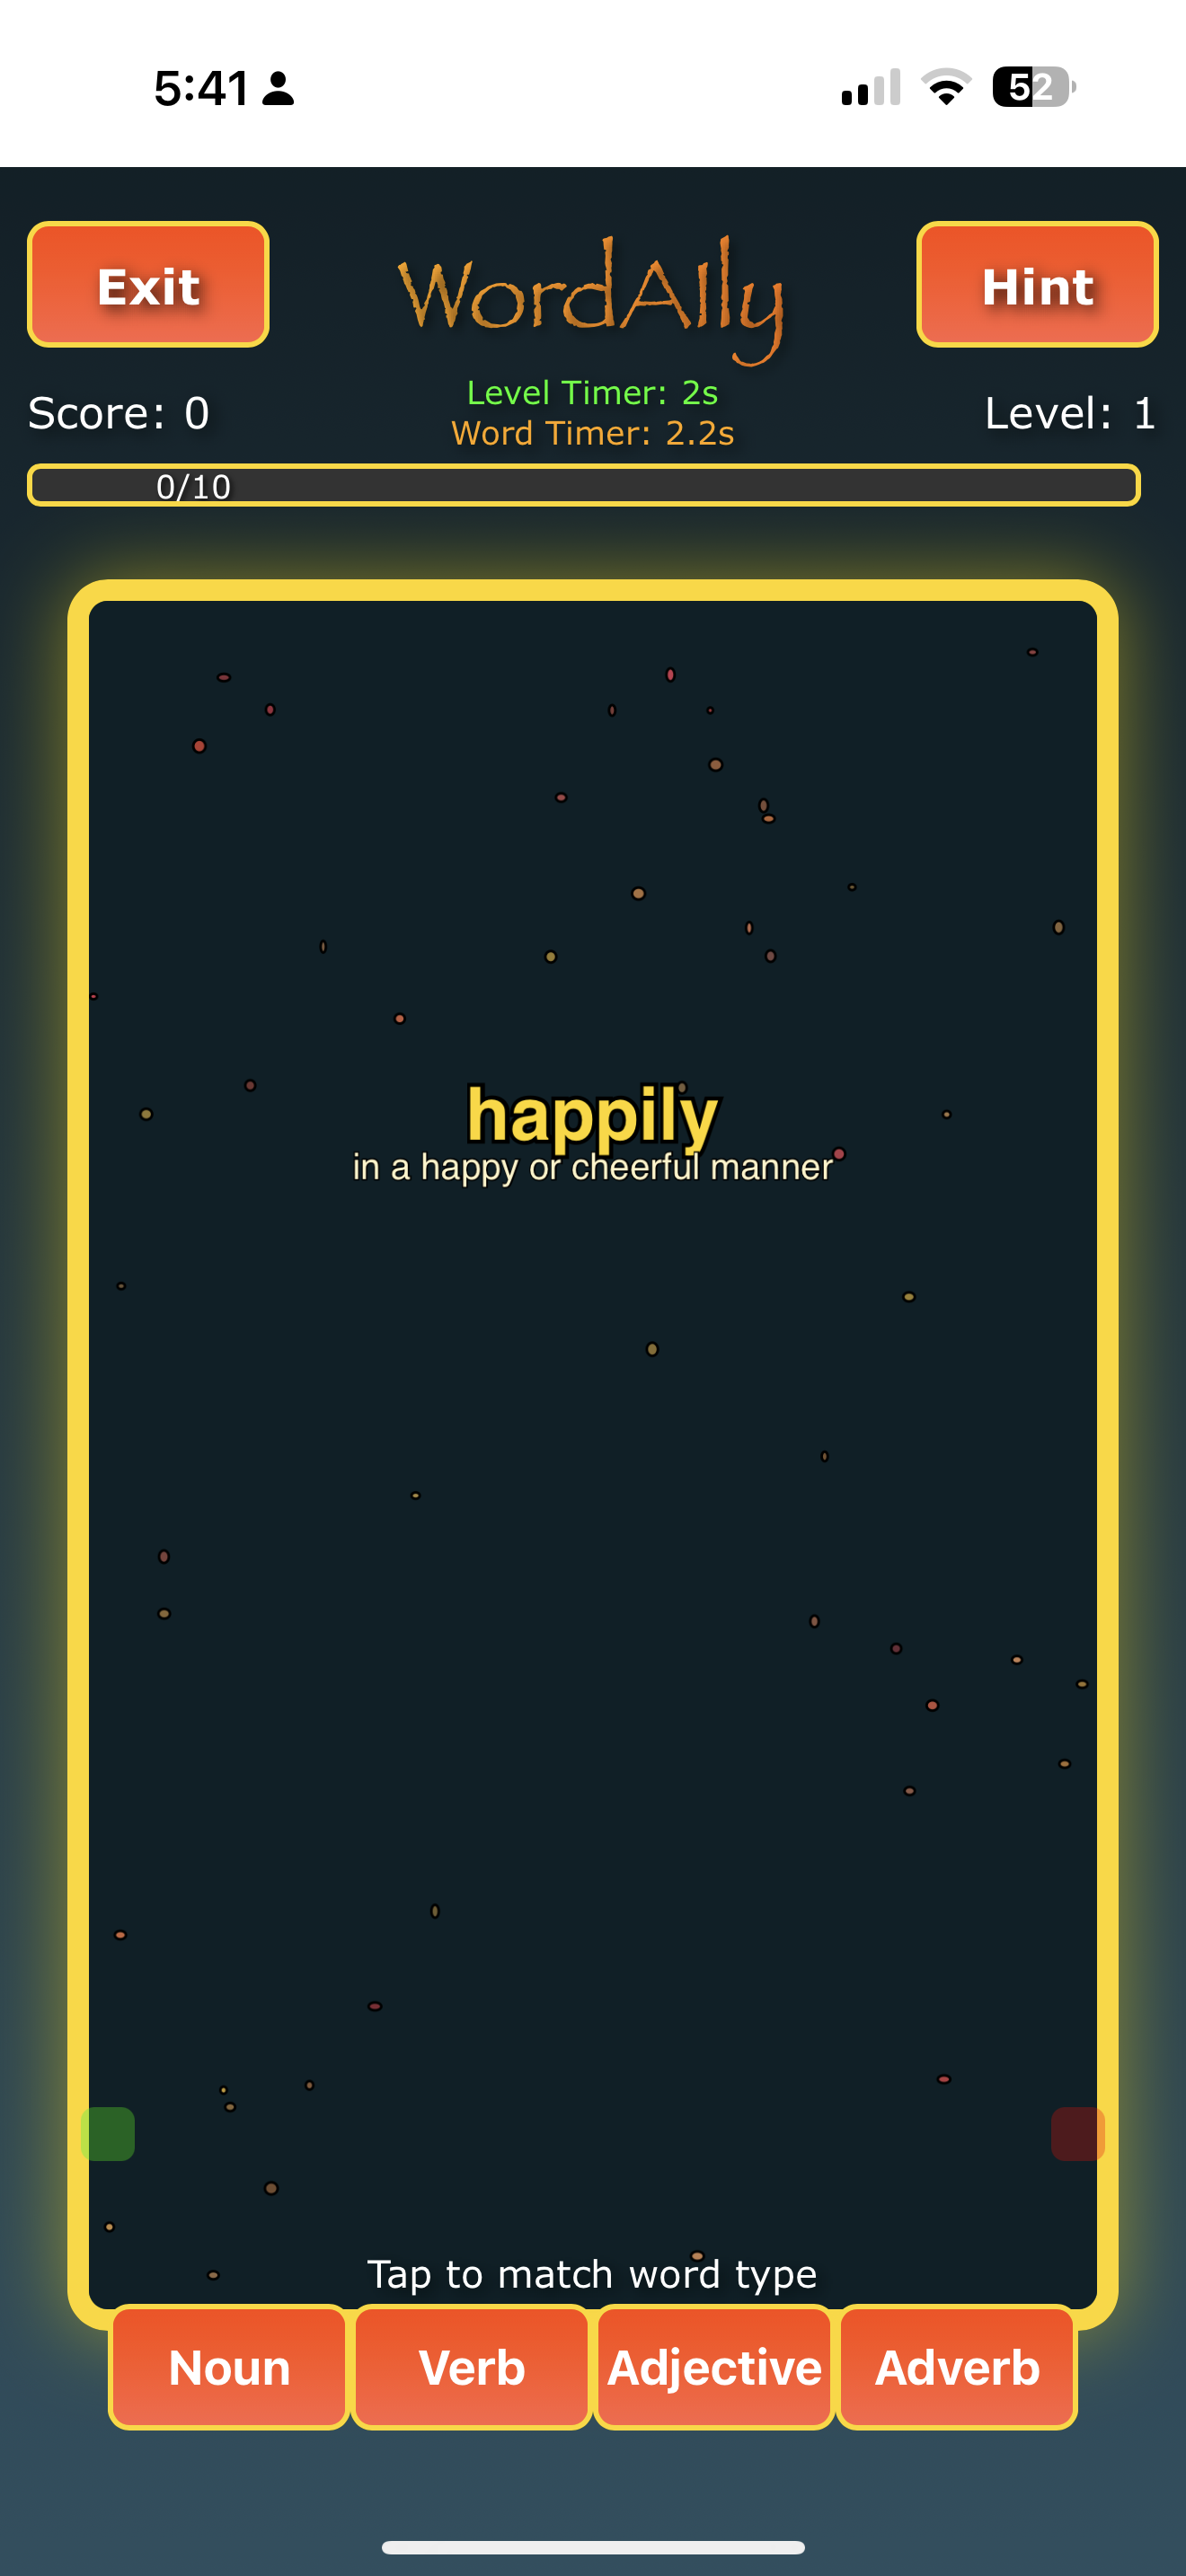 5:41
52
Exit
WordAlly
Hint
Score: 0
Level Timer: 2s
Word Timer: 2.2s
Level: 1
0/10
happily
in a happy or cheerful manner
Tap to match word type
Noun
Verb
Adjective
Adverb